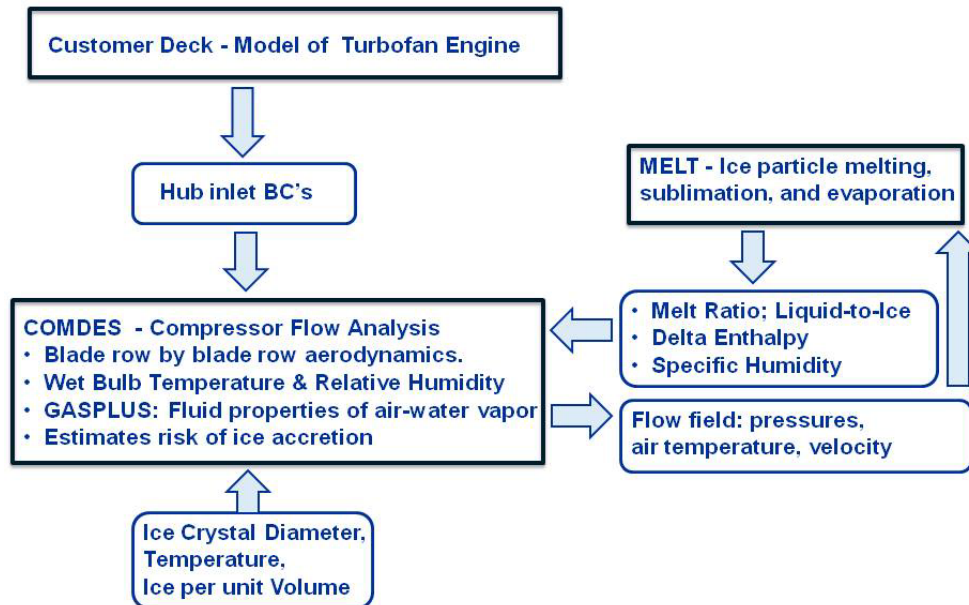 Customer Deck - Model of Turbofan Engine
Hub inlet BC's
MELT - Ice particle melting,
sublimation, and evaporation
COMDES - Compressor Flow Analysis
• Blade row by blade row aerodynamics.
• Wet Bulb Temperature & Relative Humidity
• GASPLUS: Fluid properties of air-water vapor
• Estimates risk of ice accretion
• Melt Ratio; Liquid-to-Ice
• Delta Enthalpy
• Specific Humidity
Flow field: pressures,
air temperature, velocity
Ice Crystal Diameter,
Temperature,
Ice per unit Volume